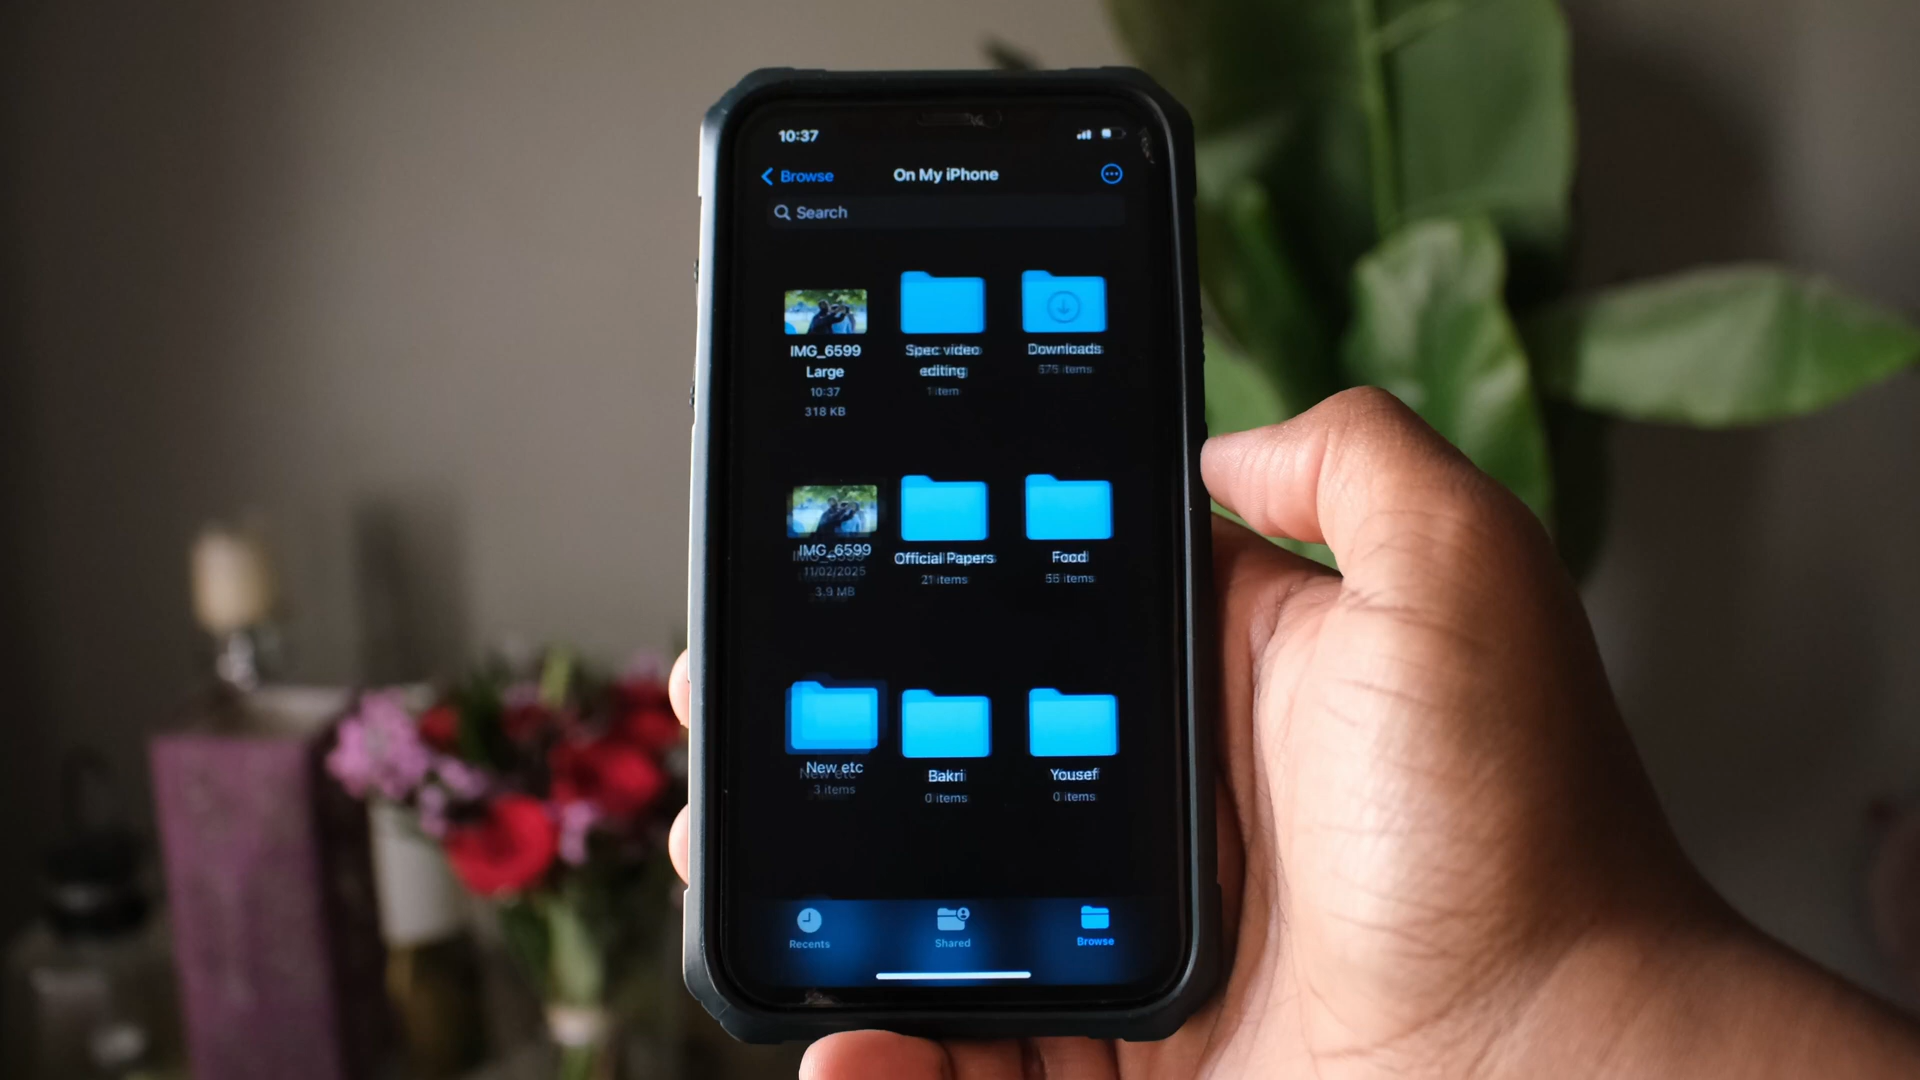 10:37
Browse
On My iPhone
Search
IMG_6599
Large
10:37
318 KB
Spec video
editing
1 item
Downloads
675 items
IMG_6599
11/02/2025
3.9 MB
Official Papers
21 items
Food
55 items
New etc
3 items
Bakri
0 items
Yousef
0 items
Recents
Shared
Browse